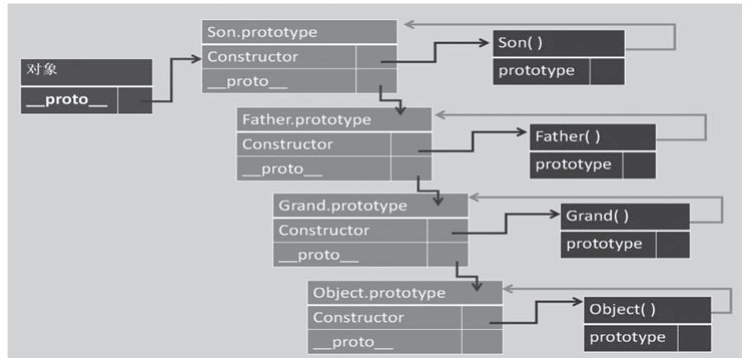 对象
__proto__
Son.prototype
Constructor
__proto__
Son( )
prototype
Father.prototype
Constructor
__proto__
Father( )
prototype
Grand.prototype
Constructor
__proto__
Grand( )
prototype
Object.prototype
Constructor
__proto__
Object( )
prototype